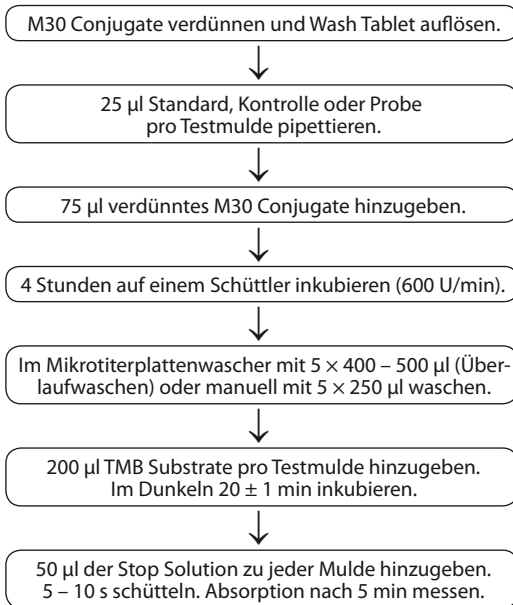 M30 Conjugate verdünnen und Wash Tablet auflösen.
25 µl Standard, Kontrolle oder Probe
pro Testmulde pipettieren.
75 µl verdünntes M30 Conjugate hinzugeben.
4 Stunden auf einem Schüttler inkubieren (600 U/min).
Im Mikrotiterplattenwascher mit 5 × 400 – 500 µl (Über-
laufwaschen) oder manuell mit 5 × 250 µl waschen.
200 µl TMB Substrate pro Testmulde hinzugeben.
Im Dunkeln 20 ± 1 min inkubieren.
50 µl der Stop Solution zu jeder Mulde hinzugeben.
5 – 10 s schütteln. Absorption nach 5 min messen.